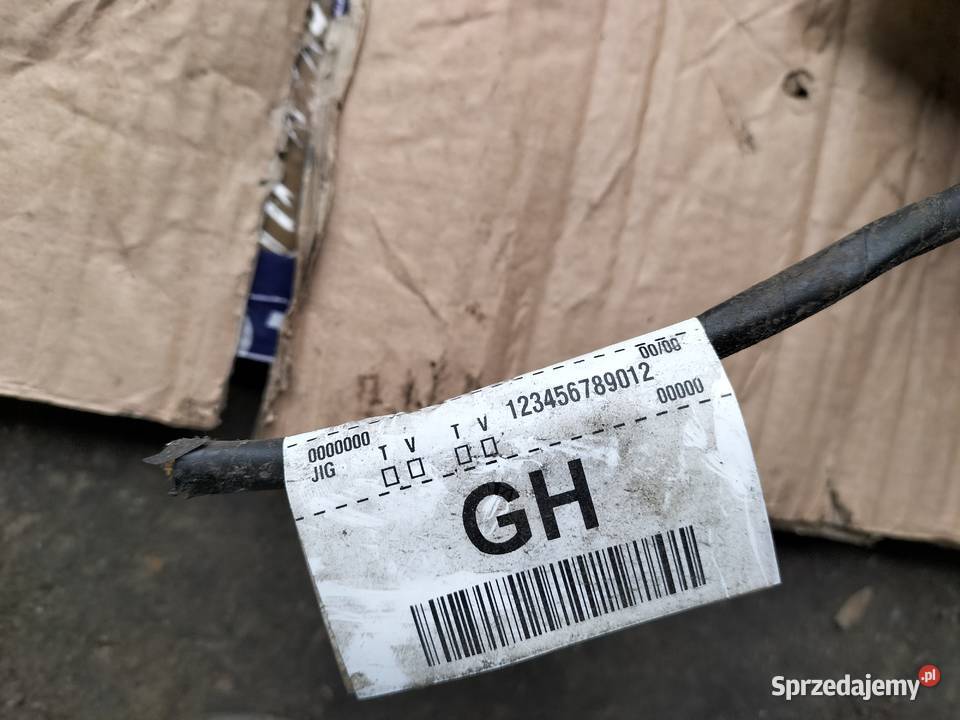 00/00
0000000 T V T V 123456789012 00000
JIG
GH
Sprzedajemy.pl